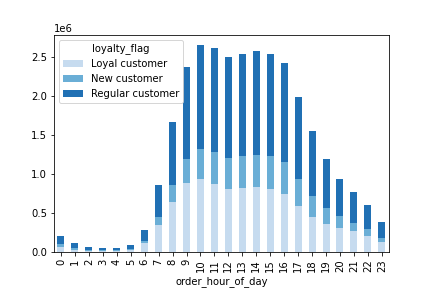 1e6
loyalty_flag
Loyal customer
New customer
Regular customer
2.5
2.0
1.5
1.0
0.5
0.0
0 1 2 3 4 5 6 7 8 9 10 11 12 13 14 15 16 17 18 19 20 21 22 23
order_hour_of_day